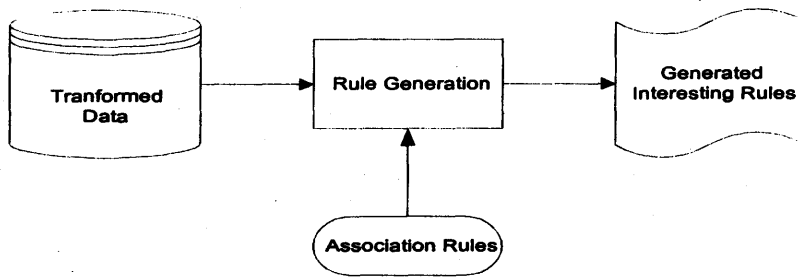 Tranformed
Data
Rule Generation
Generated
Interesting Rules
Association Rules